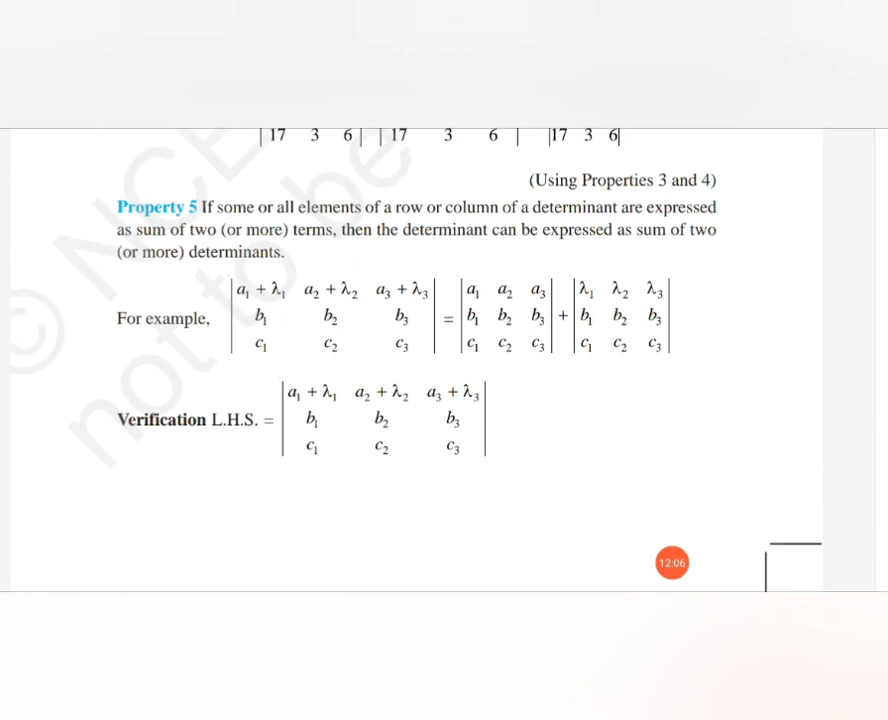 | 17 3 6 | | 17 3 6 | |17 3 6|
(Using Properties 3 and 4)
Property 5 If some or all elements of a row or column of a determinant are expressed
as sum of two (or more) terms, then the determinant can be expressed as sum of two
(or more) determinants.
For example, | a₁ + λ₁ a₂ + λ₂ a₃ + λ₃ | = | a₁ a₂ a₃ | + | λ₁ λ₂ λ₃ |
| b₁ b₂ b₃ | | b₁ b₂ b₃ | | b₁ b₂ b₃ |
| c₁ c₂ c₃ | | c₁ c₂ c₃ | | c₁ c₂ c₃ |
Verification L.H.S. = | a₁ + λ₁ a₂ + λ₂ a₃ + λ₃ |
| b₁ b₂ b₃ |
| c₁ c₂ c₃ |
12:06
not to be